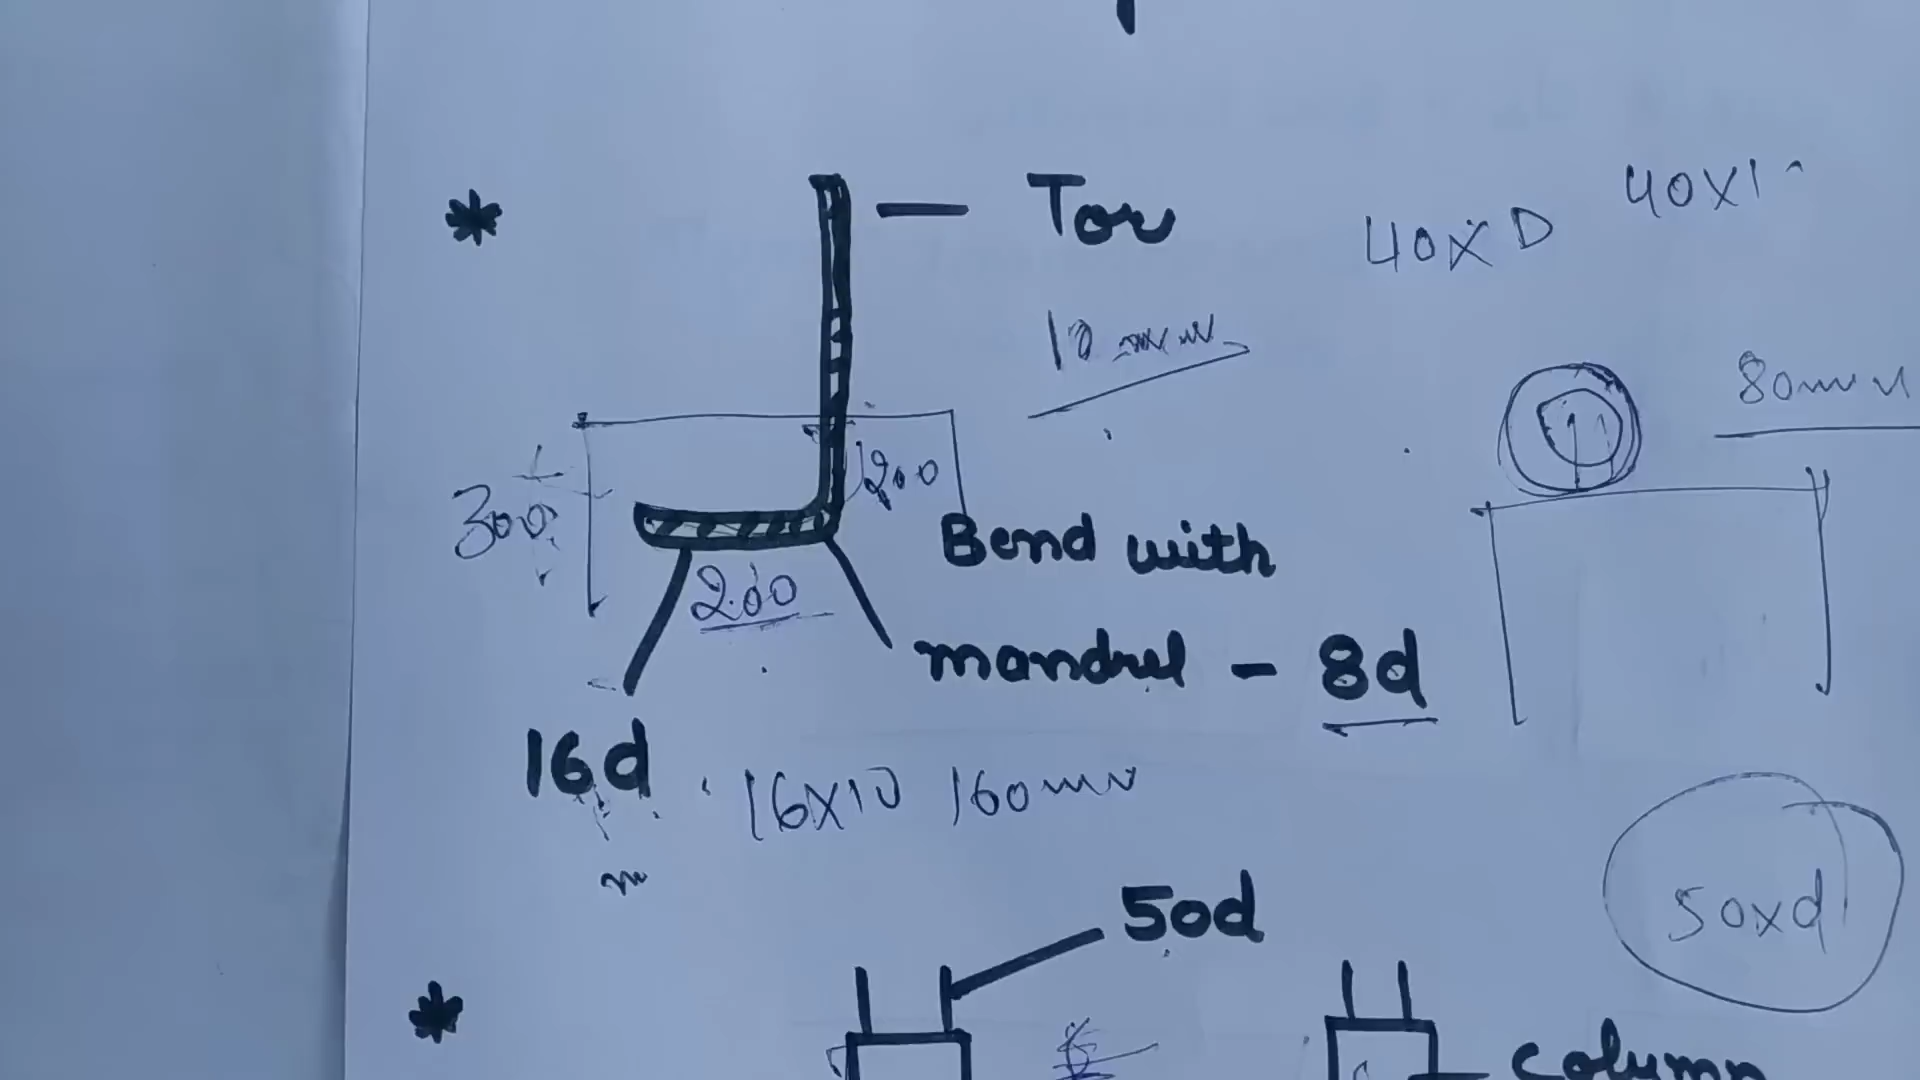 * — Tor 40XD 40X1
10 mm
80mm
300 200
Bend with
200
mandrel - 8d
16d 16X10 160mm
50d
50xd
*
column